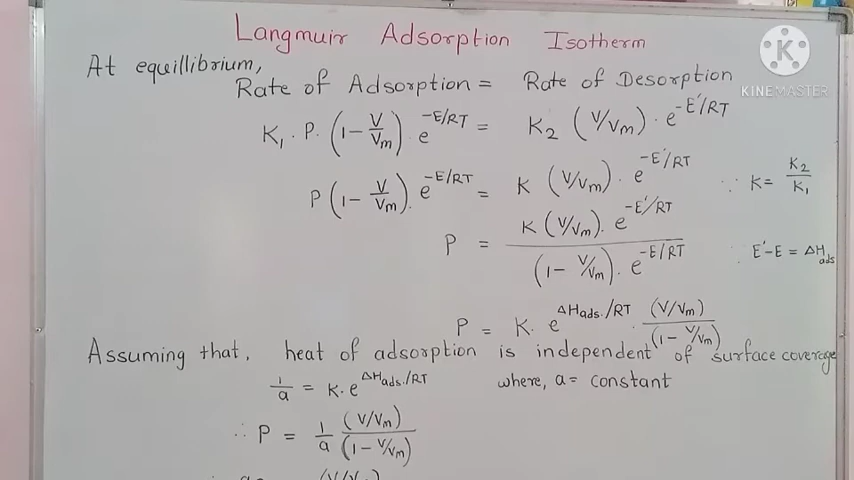 Langmuir Adsorption Isotherm
KINEMASTER
At equillibrium,
Rate of Adsorption = Rate of Desorption
K₁ . P. (1 - V/Vm) . e^-E/RT = K₂ (V/Vm) . e^-E'/RT
P (1 - V/Vm) . e^-E/RT = K (V/Vm) . e^-E'/RT ∵ K = K₂/K₁
P = K (V/Vm) . e^-E'/RT / (1 - V/Vm) . e^-E/RT ∵ E' - E = ΔHads
P = K . e^ΔHads./RT . (V/Vm) / (1 - V/Vm)
Assuming that, heat of adsorption is independent of surface coverage
1/a = K . e^ΔHads./RT where, a = constant
∴ P = 1/a (V/Vm) / (1 - V/Vm)